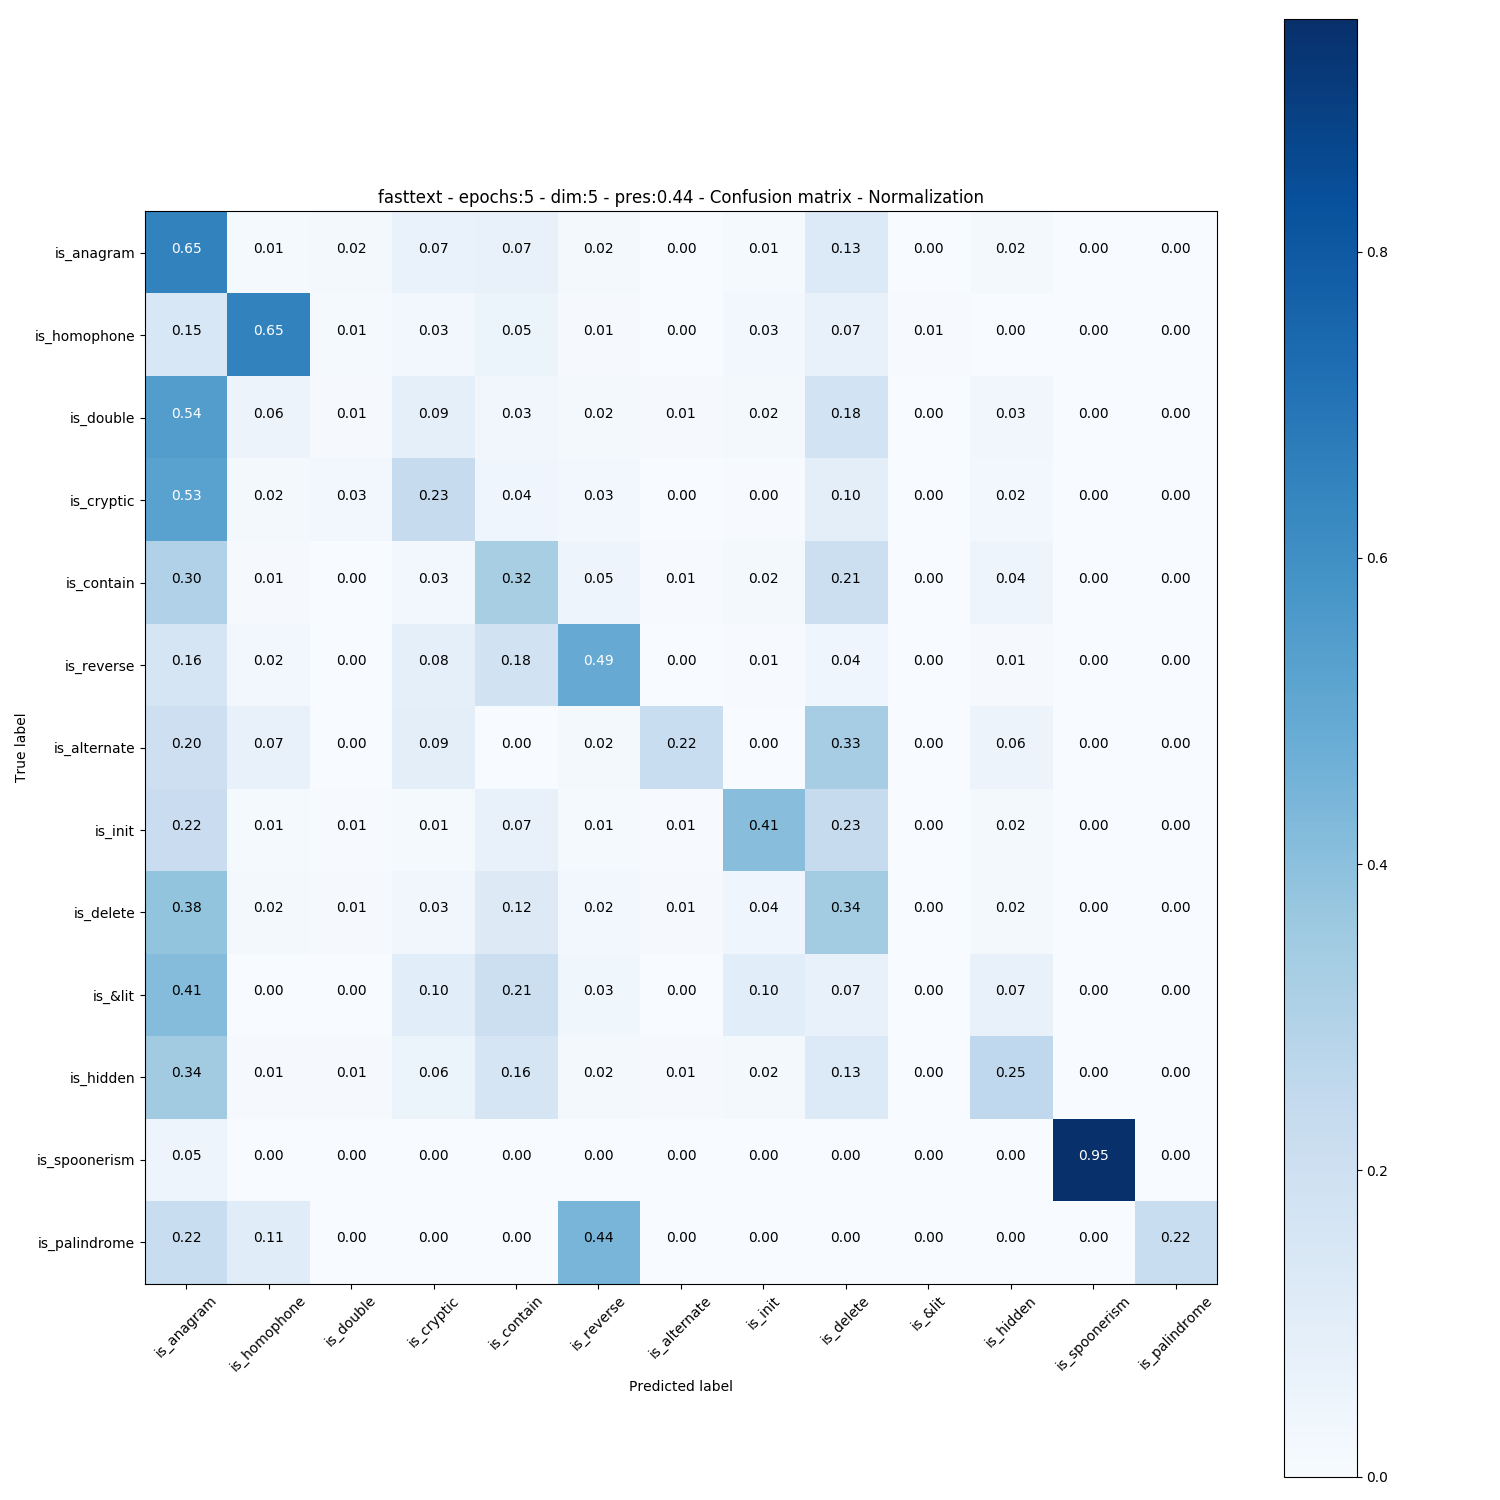 fasttext - epochs:5 - dim:5 - pres:0.44 - Confusion matrix - Normalization
is_anagram 0.65 0.01 0.02 0.07 0.07 0.02 0.00 0.01 0.13 0.00 0.02 0.00 0.00
is_homophone 0.15 0.65 0.01 0.03 0.05 0.01 0.00 0.03 0.07 0.01 0.00 0.00 0.00
is_double 0.54 0.06 0.01 0.09 0.03 0.02 0.01 0.02 0.18 0.00 0.03 0.00 0.00
is_cryptic 0.53 0.02 0.03 0.23 0.04 0.03 0.00 0.00 0.10 0.00 0.02 0.00 0.00
is_contain 0.30 0.01 0.00 0.03 0.32 0.05 0.01 0.02 0.21 0.00 0.04 0.00 0.00
is_reverse 0.16 0.02 0.00 0.08 0.18 0.49 0.00 0.01 0.04 0.00 0.01 0.00 0.00
is_alternate 0.20 0.07 0.00 0.09 0.00 0.02 0.22 0.00 0.33 0.00 0.06 0.00 0.00
is_init 0.22 0.01 0.01 0.01 0.07 0.01 0.01 0.41 0.23 0.00 0.02 0.00 0.00
is_delete 0.38 0.02 0.01 0.03 0.12 0.02 0.01 0.04 0.34 0.00 0.02 0.00 0.00
is_&lit 0.41 0.00 0.00 0.10 0.21 0.03 0.00 0.10 0.07 0.00 0.07 0.00 0.00
is_hidden 0.34 0.01 0.01 0.06 0.16 0.02 0.01 0.02 0.13 0.00 0.25 0.00 0.00
is_spoonerism 0.05 0.00 0.00 0.00 0.00 0.00 0.00 0.00 0.00 0.00 0.00 0.95 0.00
is_palindrome 0.22 0.11 0.00 0.00 0.00 0.44 0.00 0.00 0.00 0.00 0.00 0.00 0.22
True label
is_anagram is_homophone is_double is_cryptic is_contain is_reverse is_alternate is_init is_delete is_&lit is_hidden is_spoonerism is_palindrome
Predicted label
0.8
0.6
0.4
0.2
0.0